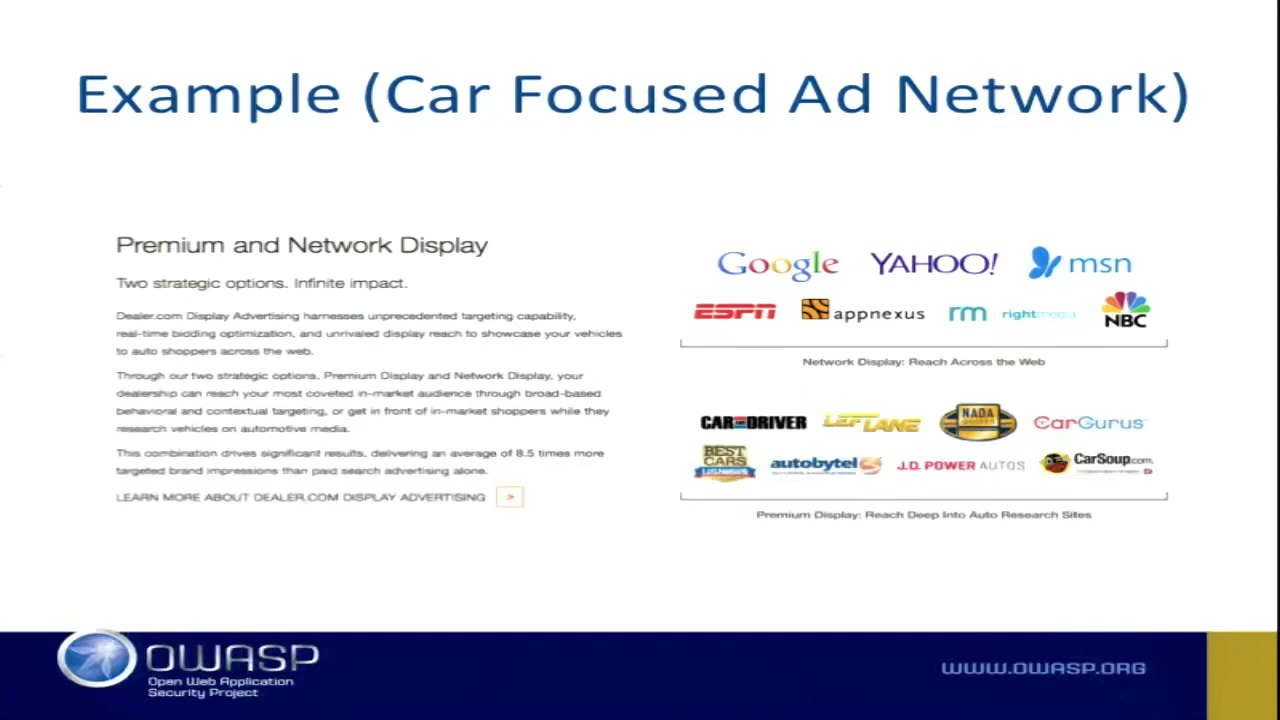 Example (Car Focused Ad Network)
Premium and Network Display
Two strategic options. Infinite impact.
Dealer.com Display Advertising harnesses unprecedented targeting capability,
real-time bidding optimization, and unrivaled display reach to showcase your vehicles
to auto shoppers across the web.
Through our two strategic options, Premium Display and Network Display, your
dealership can reach your most coveted in-market audience through broad-based
behavioral and contextual targeting, or get in front of in-market shoppers while they
research vehicles on automotive media.
This combination drives significant results, delivering an average of 8.5 times more
targeted brand impressions than paid search advertising alone.
LEARN MORE ABOUT DEALER.COM DISPLAY ADVERTISING >
Google YAHOO! msn
ESPN appnexus rm rightmedia NBC
Network Display: Reach Across the Web
CAR AND DRIVER LEFTLANE NADA CarGurus
BEST CARS autobytel J.D. POWER AUTOS CarSoup.com
Premium Display: Reach Deep Into Auto Research Sites
OWASP
Open Web Application
Security Project
WWW.OWASP.ORG